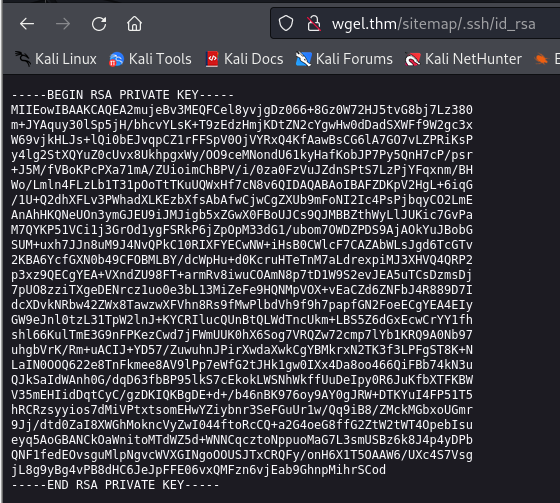 wgel.thm/sitemap/.ssh/id_rsa
Kali Linux Kali Tools Kali Docs Kali Forums Kali NetHunter
-----BEGIN RSA PRIVATE KEY-----
MIIEowIBAAKCAQEA2mujeBv3MEQFCel8yvjgDz066+8Gz0W72HJ5tvG8bj7Lz380
m+JYAquy30lSp5jH/bhcvYLsK+T9zEdzHmjKDtZN2cYgwHw0dDadSXWFf9W2gc3x
W69vjkHLJs+lQi0bEJvqpCZ1rFFSpV0OjVYRxQ4KfAawBsCG6lA7GO7vLZPRiKsP
y4lg2StXQYuZ0cUvx8UkhpgxWy/OO9ceMNondU61kyHafKobJP7Py5QnH7cP/psr
+J5M/fVBoKPcPXa71mA/ZUioimChBPV/i/0za0FzVuJZdnSPtS7LzPjYFqxnm/BH
Wo/Lmln4FLzLb1T31pOoTtTKuUQWxHf7cN8v6QIDAQABAoIBAFZDKpV2HgL+6iqG
/1U+Q2dhXFLv3PWhadXLKEzbXfsAbAfwCjwCgZXUb9mFoNI2Ic4PsPjbqyCO2LmE
AnAhHKQNeUOn3ymGJEU9iJMJigb5xZGwX0FBoUJCs9QJMBBZthWyLlJUKic7GvPa
M7QYKP51VCi1j3GrOd1ygFSRkP6jZpOpM33dG1/ubom7OWDZPDS9AjAOkYuJBobG
SUM+uxh7JJn8uM9J4NvQPkC10RIXFYECwNW+iHsB0CWlcF7CAZAbWLsJgd6TcGTv
2KBA6YcfGXN0b49CFOBMLBY/dcWpHu+d0KcruHTeTnM7aLdrexpiMJ3XHVQ4QRP2
p3xz9QECgYEA+VXndZU98FT+armRv8iwuCOAmN8p7tD1W9S2evJEA5uTCsDzmsDj
7pUO8zziTXgeDENrcz1uo0e3bL13MiZeFe9HQNMpVOX+vEaCZd6ZNFbJ4R889D7I
dcXDvkNRbw42ZWx8TawzwXFVhn8Rs9fMwPlbdVh9f9h7papfGN2FoeECgYEA4EIy
GW9eJnl0tzL31TpW2lnJ+KYCRIlucQUnBtQLWdTncUkm+LBS5Z6dGxEcwCrYY1fh
shl66KulTmE3G9nFPKezCwd7jFWmUUK0hX6Sog7VRQZw72cmp7lYb1KRQ9A0Nb97
uhgbVrK/Rm+uACIJ+YD57/ZuwuhnJPirXwdaXwkCgYBMkrxN2TK3f3LPFgST8K+N
LaIN0OOQ622e8TnFkmee8AV9lPp7eWfG2tJHk1gw0IXx4Da8oo466QiFBb74kN3u
QJkSaIdWAnh0G/dqD63fbBP95lkS7cEkokLWSNhWkffUuDeIpy0R6JuKfbXTFKBW
V35mEHIidDqtCyC/gzDKIQKBgDE+d+/b46nBK976oy9AY0gJRW+DTKYuI4FP51T5
hRCRzsyyios7dMiVPtxtsomEHwYZiybnr3SeFGuUr1w/Qq9iB8/ZMckMGbxoUGmr
9Jj/dtd0ZaI8XWGhMokncVyZwI044ftoRcCQ+a2G4oeG8ffG2ZtW2tWT4OpebIsu
eyq5AoGBANCkOaWnitoMTdWZ5d+WNNCqcztoNppuoMaG7L3smUSBz6k8J4p4yDPb
QNF1fedEOvsguMlpNgvcWVXGINgoOOUSJTxCRQFy/onH6X1T5OAAW6/UXc4S7Vsg
jL8g9yBg4vPB8dHC6JeJpFFE06vxQMFzn6vjEab9GhnpMihrSCod
-----END RSA PRIVATE KEY-----